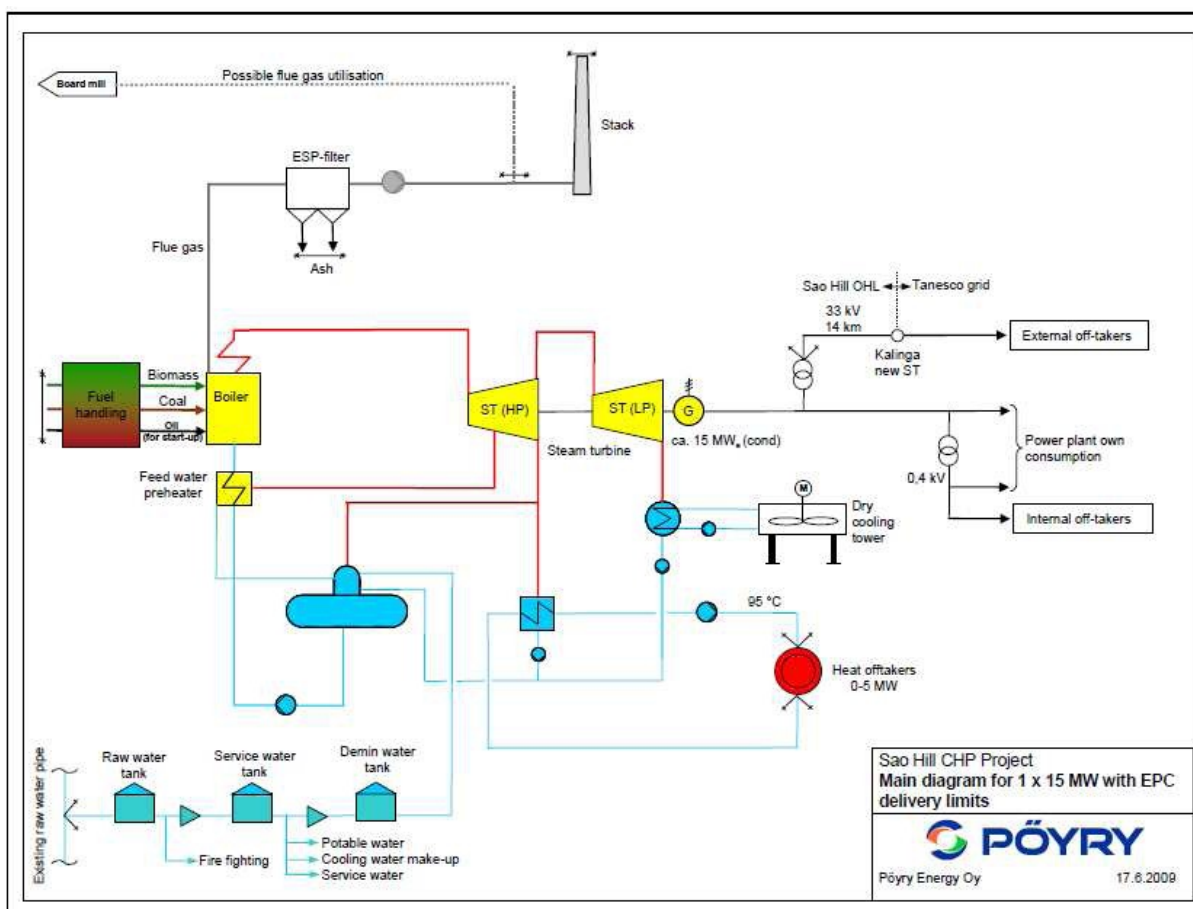 Board mill
Possible flue gas utilisation
Stack
ESP-filter
Flue gas
Ash
Sao Hill OHL
Tanesco grid
33 kV
14 km
External off-takers
Kalinga
new ST
Fuel
handling
Biomass
Coal
Oil
(for start-up)
Boiler
ST (HP)
ST (LP)
G
Steam turbine
ca. 15 MWe (cond)
Power plant own
consumption
0,4 kV
Internal off-takers
Feed water
preheater
M
Dry
cooling
tower
95 °C
Heat offtakers
0-5 MW
Existing raw water pipe
Raw water
tank
Service water
tank
Demin water
tank
Fire fighting
Potable water
Cooling water make-up
Service water
Sao Hill CHP Project
Main diagram for 1 x 15 MW with EPC
delivery limits
PÖYRY
Pöyry Energy Oy
17.6.2009